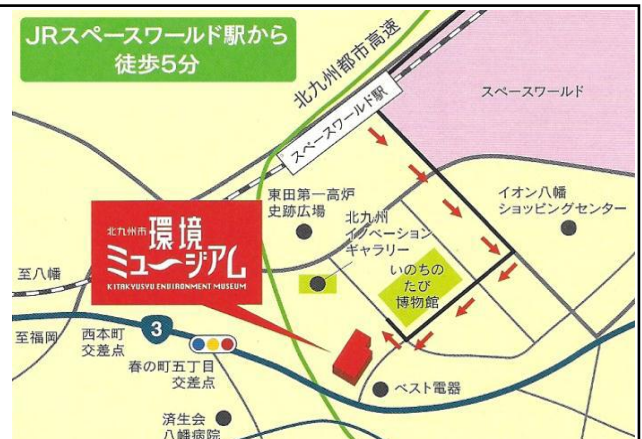 JRスペースワールド駅から
徒歩5分
北九州都市高速
スペースワールド駅
スペースワールド
東田第一高炉
史跡広場
北九州
イノベーション
ギャラリー
イオン八幡
ショッピングセンター
いのちの
たび
博物館
北九州市
環境
ミュージアム
KITAKYUSYU ENVIRONMENT MUSEUM
至八幡
至福岡
西本町
交差点
3
春の町五丁目
交差点
ベスト電器
済生会
八幡病院